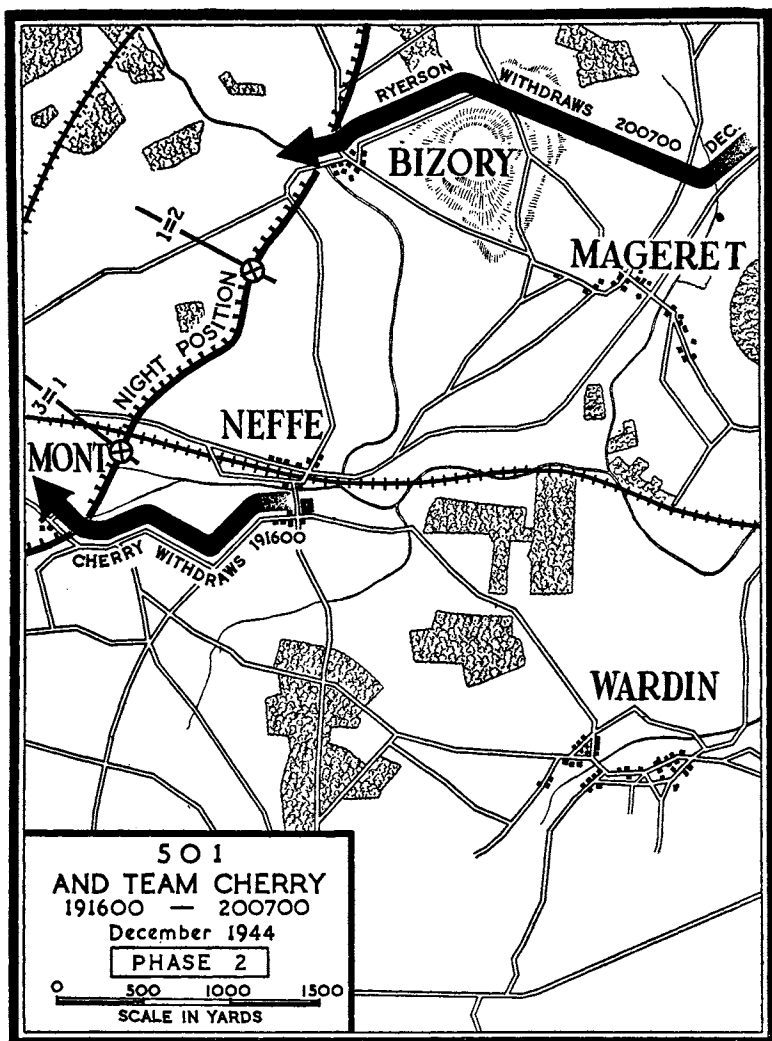 RYERSON WITHDRAWS 200700 DEC.
BIZORY
1=2
MAGERET
NIGHT POSITION
3=1
NEFFE
MONT
CHERRY WITHDRAWS 191600
WARDIN
501
AND TEAM CHERRY
191600 — 200700
December 1944
PHASE 2
0 500 1000 1500
SCALE IN YARDS